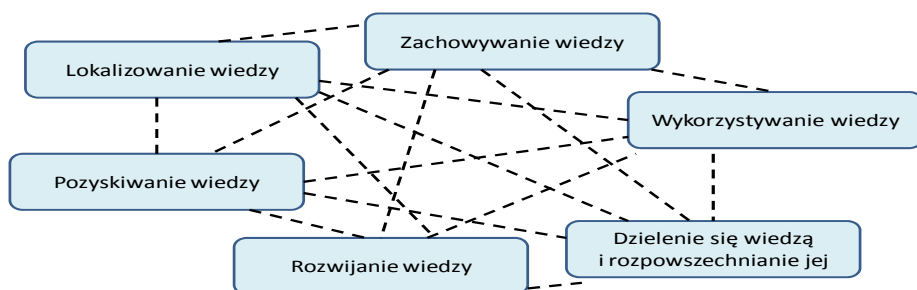 Zachowywanie wiedzy
Lokalizowanie wiedzy
Wykorzystywanie wiedzy
Pozyskiwanie wiedzy
Dzielenie się wiedzą
i rozpowszechnianie jej
Rozwijanie wiedzy